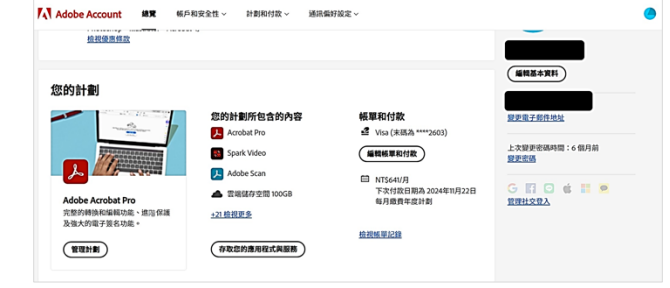 Adobe Account 總覽 帳戶和安全性 計劃和付款 通訊偏好設定
檢視優惠條款
編輯基本資料
您的計劃
您的計劃所包含的內容
帳單和付款
Acrobat Pro
Visa (末碼為 ****2603)
變更電子郵件地址
Spark Video
編輯帳單和付款
上次變更密碼時間：6 個月前
Adobe Scan
變更密碼
Adobe Acrobat Pro
雲端儲存空間 100GB
NT$641/月
完整的轉換和編輯功能、進階保護
下次付款日期為 2024年11月22日
及強大的電子簽名功能。
+21 檢視更多
每月繳費年度計劃
管理社交登入
管理計劃
存取您的應用程式與服務
檢視帳單記錄